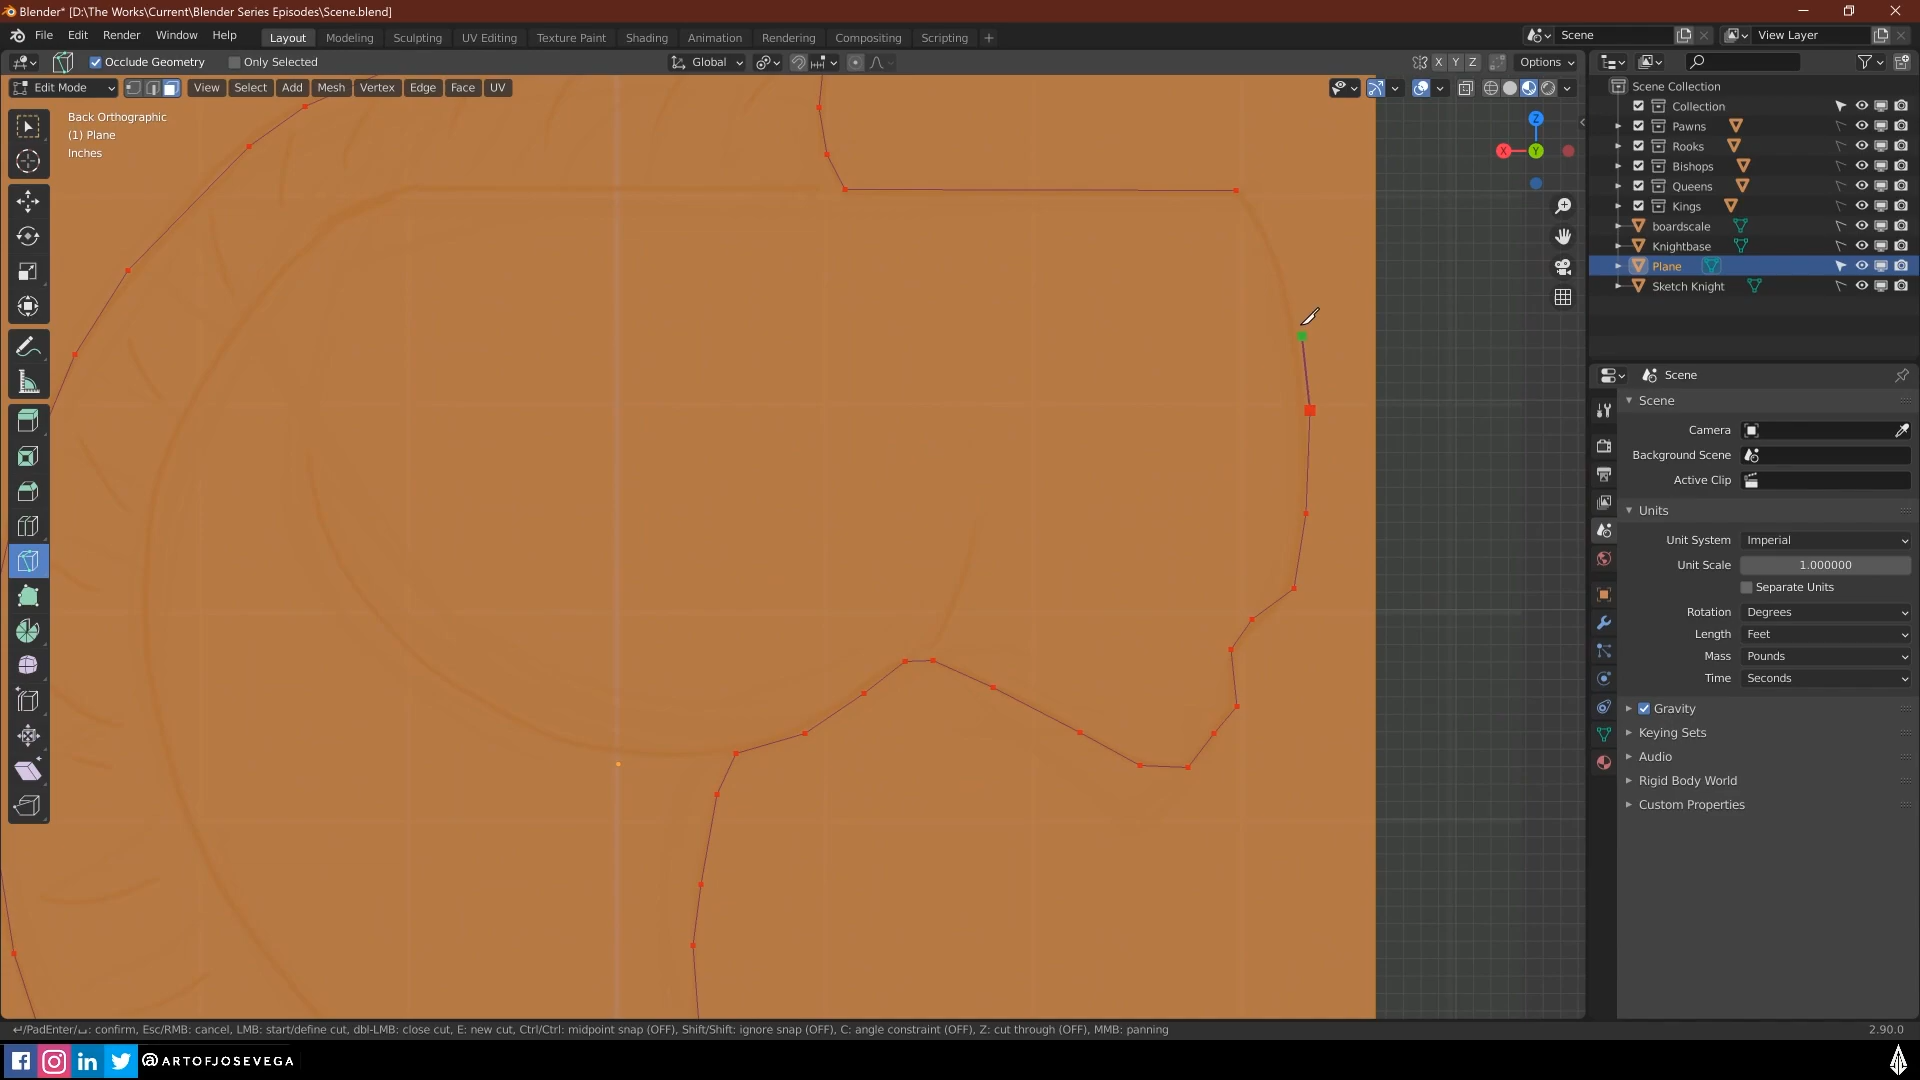 Blender* [D:\The Works\Current\Blender Series Episodes\Scene.blend]
File Edit Render Window Help Layout Modeling Sculpting UV Editing Texture Paint Shading Animation Rendering Compositing Scripting + Scene View Layer
Occlude Geometry Only Selected Global X Y Z Options
Edit Mode View Select Add Mesh Vertex Edge Face UV
Back Orthographic
(1) Plane
Inches
Z
X Y
Scene Collection
Collection
Pawns
Rooks
Bishops
Queens
Kings
boardscale
Knightbase
Plane
Sketch Knight
Scene
Scene
Camera
Background Scene
Active Clip
Units
Unit System Imperial
Unit Scale 1.000000
Separate Units
Rotation Degrees
Length Feet
Mass Pounds
Time Seconds
Gravity
Keying Sets
Audio
Rigid Body World
Custom Properties
↵/PadEnter/␣: confirm, Esc/RMB: cancel, LMB: start/define cut, dbl-LMB: close cut, E: new cut, Ctrl/Ctrl: midpoint snap (OFF), Shift/Shift: ignore snap (OFF), C: angle constraint (OFF), Z: cut through (OFF), MMB: panning 2.90.0
@ARTOFJOSEVEGA